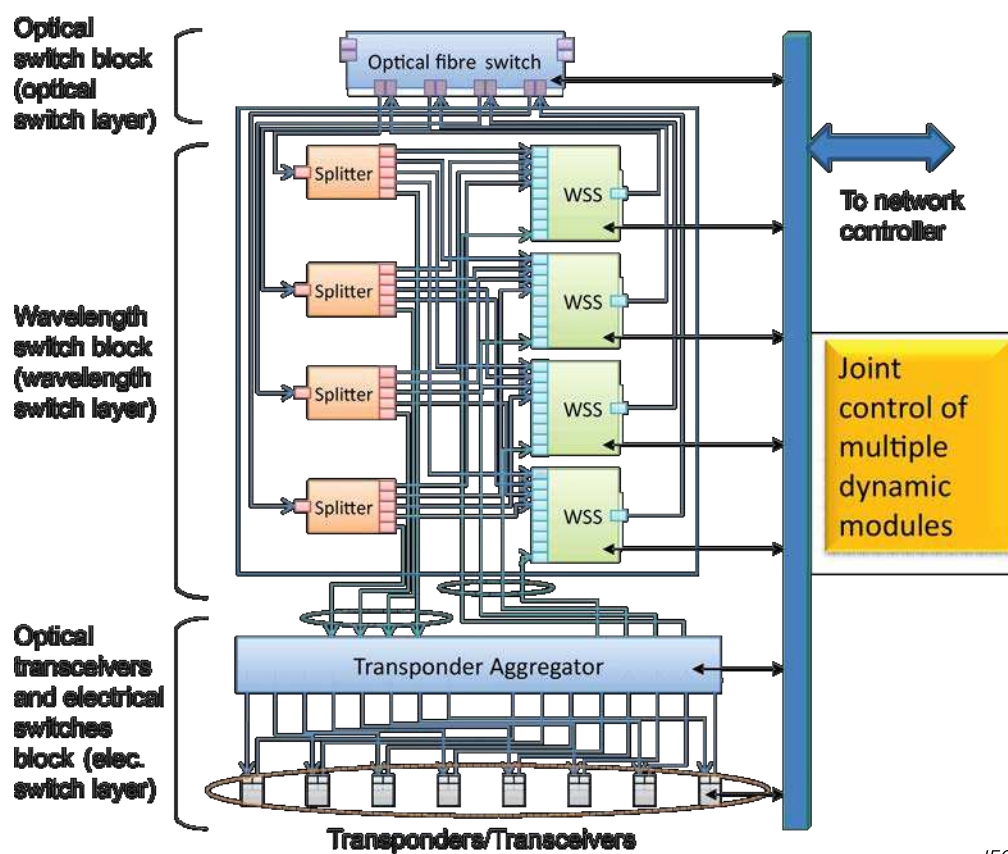 Optical
switch block
(optical
switch layer)
Optical fibre switch
To network
controller
Wavelength
switch block
(wavelength
switch layer)
Splitter
WSS
Splitter
WSS
Splitter
WSS
Splitter
WSS
Joint
control of
multiple
dynamic
modules
Optical
transceivers
and electrical
switches
block (elec.
switch layer)
Transponder Aggregator
Transponders/Transceivers